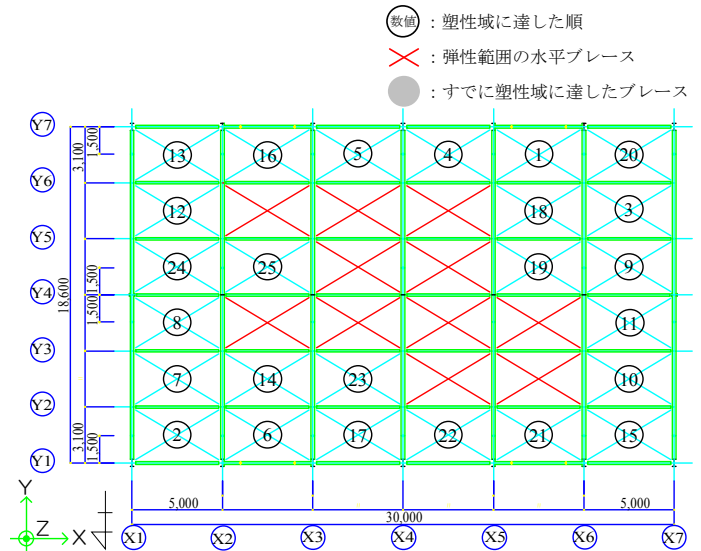 数値 : 塑性域に達した順
: 弾性範囲の水平ブレース
: すでに塑性域に達したブレース
Y7
Y6
Y5
Y4
Y3
Y2
Y1
18.600
3,100
1,500
1,500
1,500
3,100
1,500
13 16 5 4 1 20
12 18 3
24 25 19 9
8 11
7 14 23 10
2 6 17 22 21 15
5,000 5,000
30,000
X1 X2 X3 X4 X5 X6 X7
Y
Z X